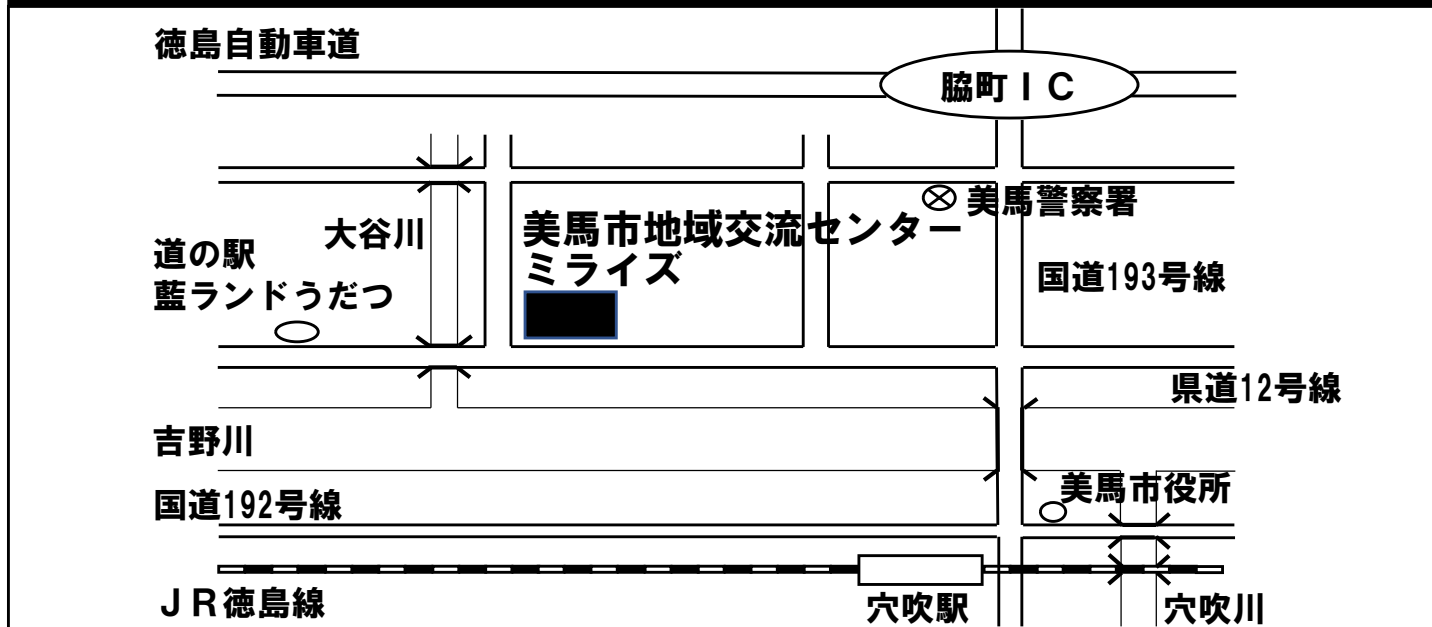 徳島自動車道
脇町ＩＣ
美馬警察署
美馬市地域交流センター
ミライズ
大谷川
道の駅
藍ランドうだつ
国道193号線
県道12号線
吉野川
国道192号線
美馬市役所
ＪＲ徳島線
穴吹駅
穴吹川